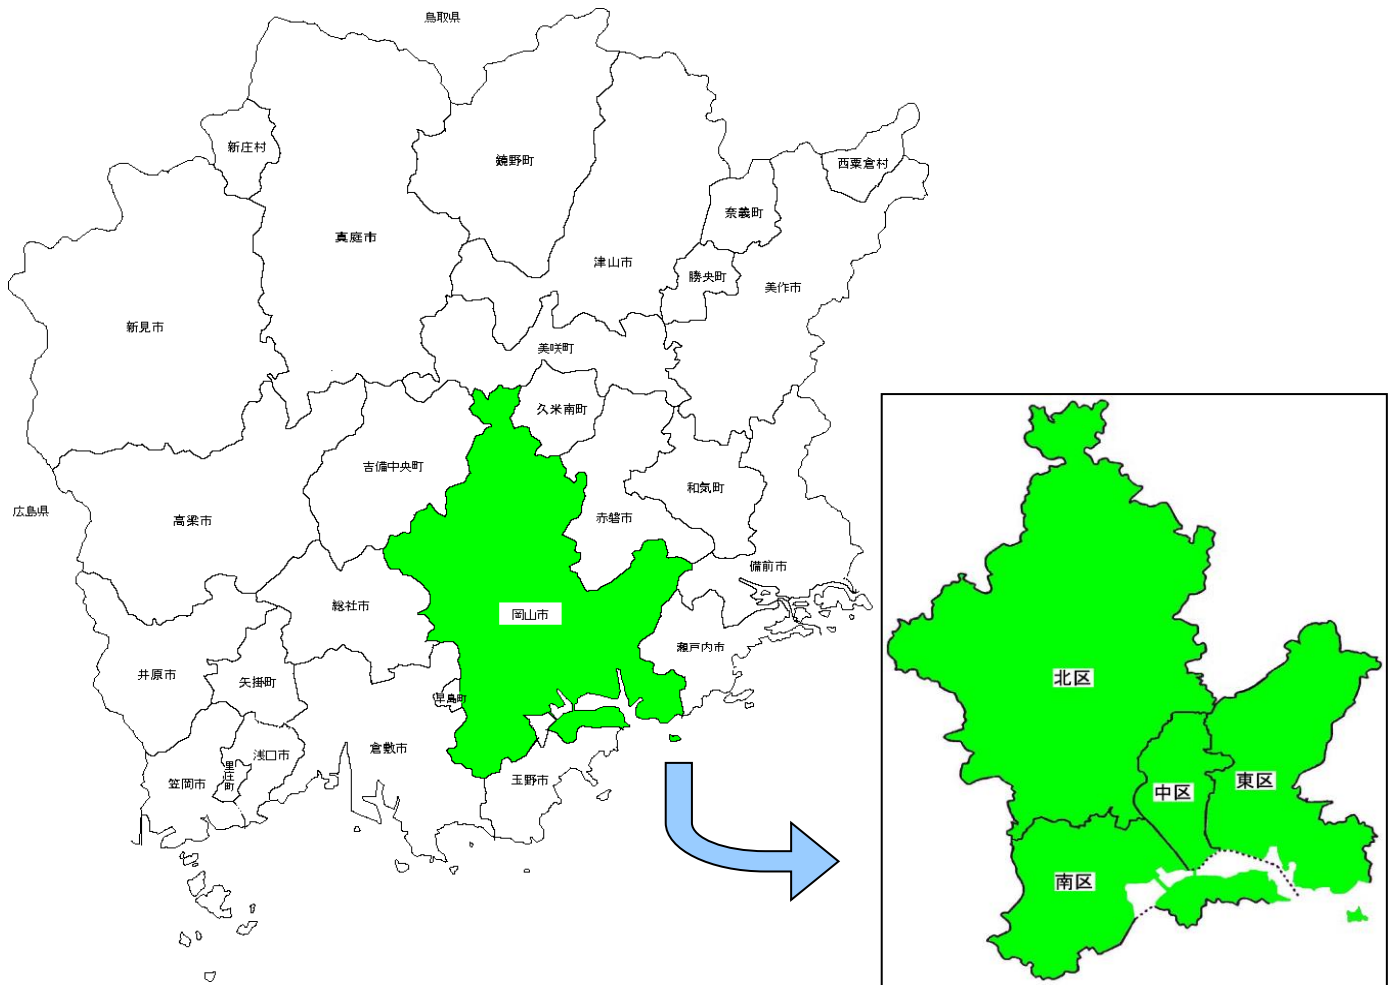 鳥取県
新庄村
鏡野町
西粟倉村
奈義町
真庭市
津山市
勝央町
美作市
新見市
美咲町
久米南町
吉備中央町
和気町
広島県
高梁市
赤磐市
備前市
総社市
岡山市
瀬戸内市
井原市
矢掛町
早島町
倉敷市
浅口市
里庄町
笠岡市
玉野市
北区
中区
東区
南区